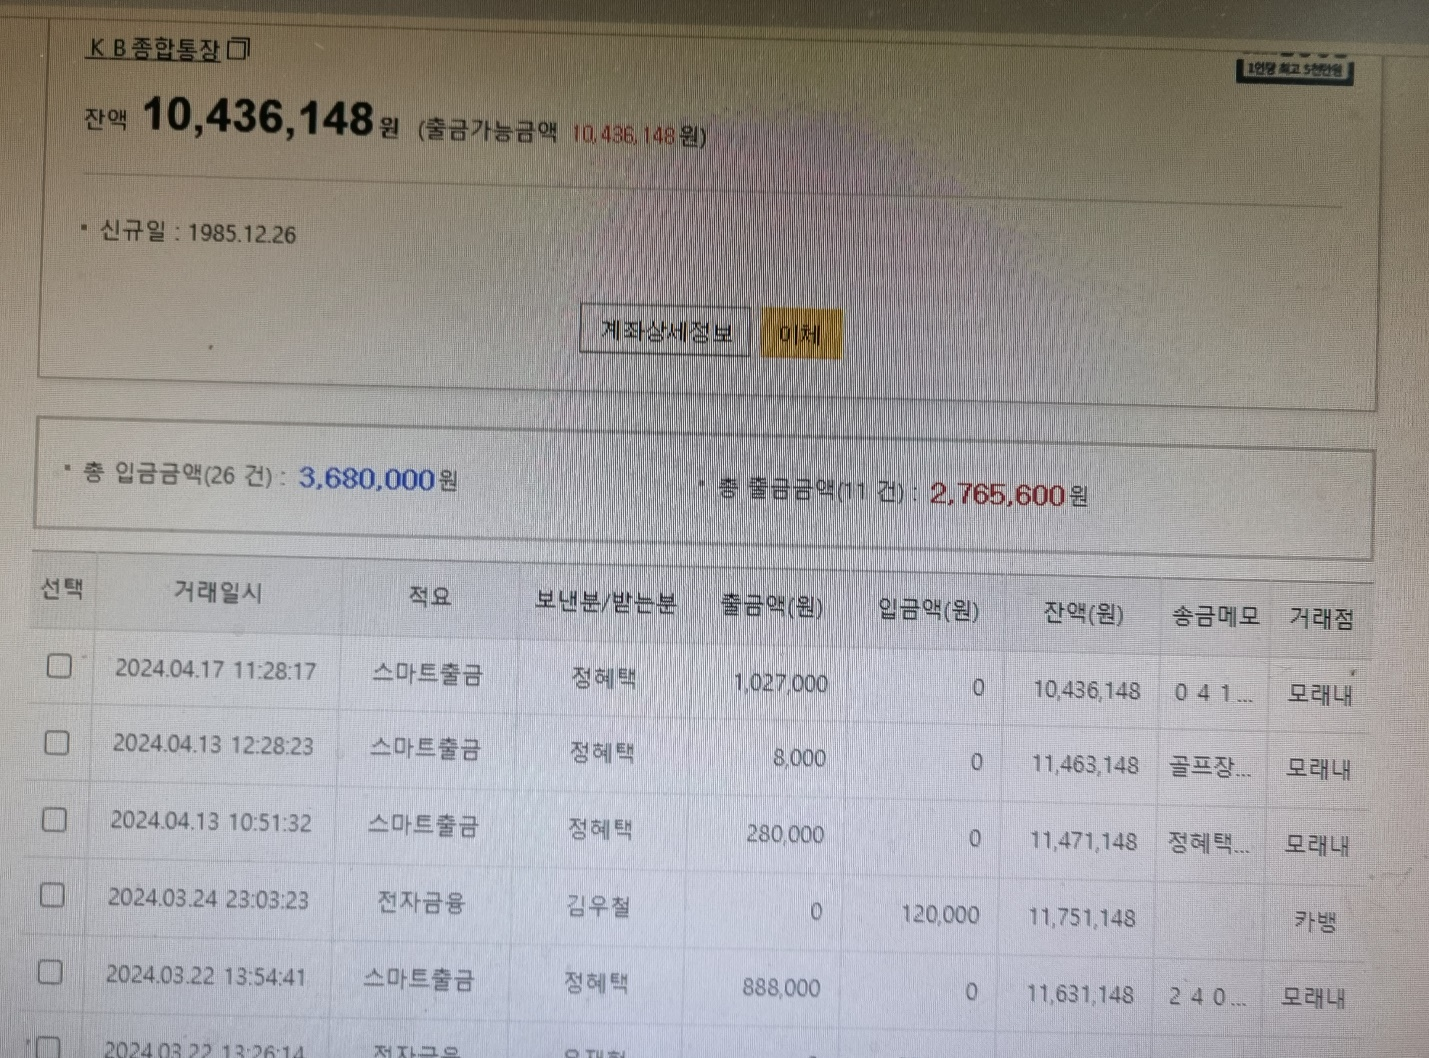 KB종합통장
1인당 최고 5천만원
잔액 10,436,148원 (출금가능금액 10,436,148원)
신규일 : 1985.12.26
계좌상세정보 이체
총 입금금액(26 건) : 3,680,000원 총 출금금액(11 건) : 2,765,600원
선택 거래일시 적요 보낸분/받는분 출금액(원) 입금액(원) 잔액(원) 송금메모 거래점
2024.04.17 11:28:17 스마트출금 정혜택 1,027,000 0 10,436,148 0 4 1... 모래내
2024.04.13 12:28:23 스마트출금 정혜택 8,000 0 11,463,148 골프장... 모래내
2024.04.13 10:51:32 스마트출금 정혜택 280,000 0 11,471,148 정혜택... 모래내
2024.03.24 23:03:23 전자금융 김우철 0 120,000 11,751,148 카뱅
2024.03.22 13:54:41 스마트출금 정혜택 888,000 0 11,631,148 2 4 0... 모래내
2024.03.22 13:26:14 전자금융